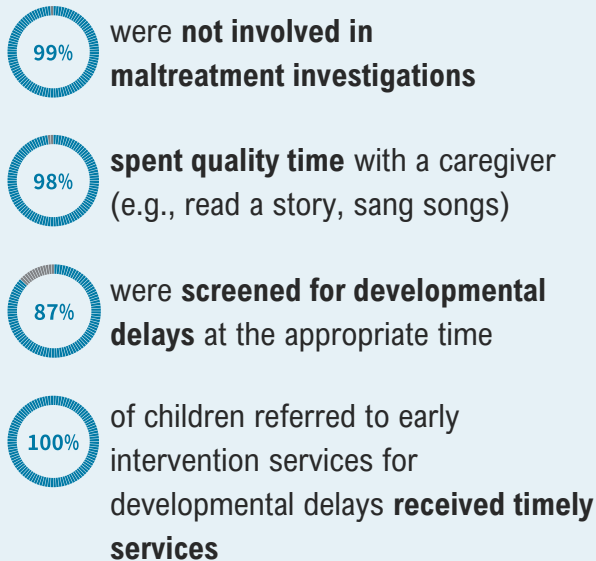 99%
were not involved in
maltreatment investigations
98%
spent quality time with a caregiver
(e.g., read a story, sang songs)
87%
were screened for developmental
delays at the appropriate time
100%
of children referred to early
intervention services for
developmental delays received timely
services